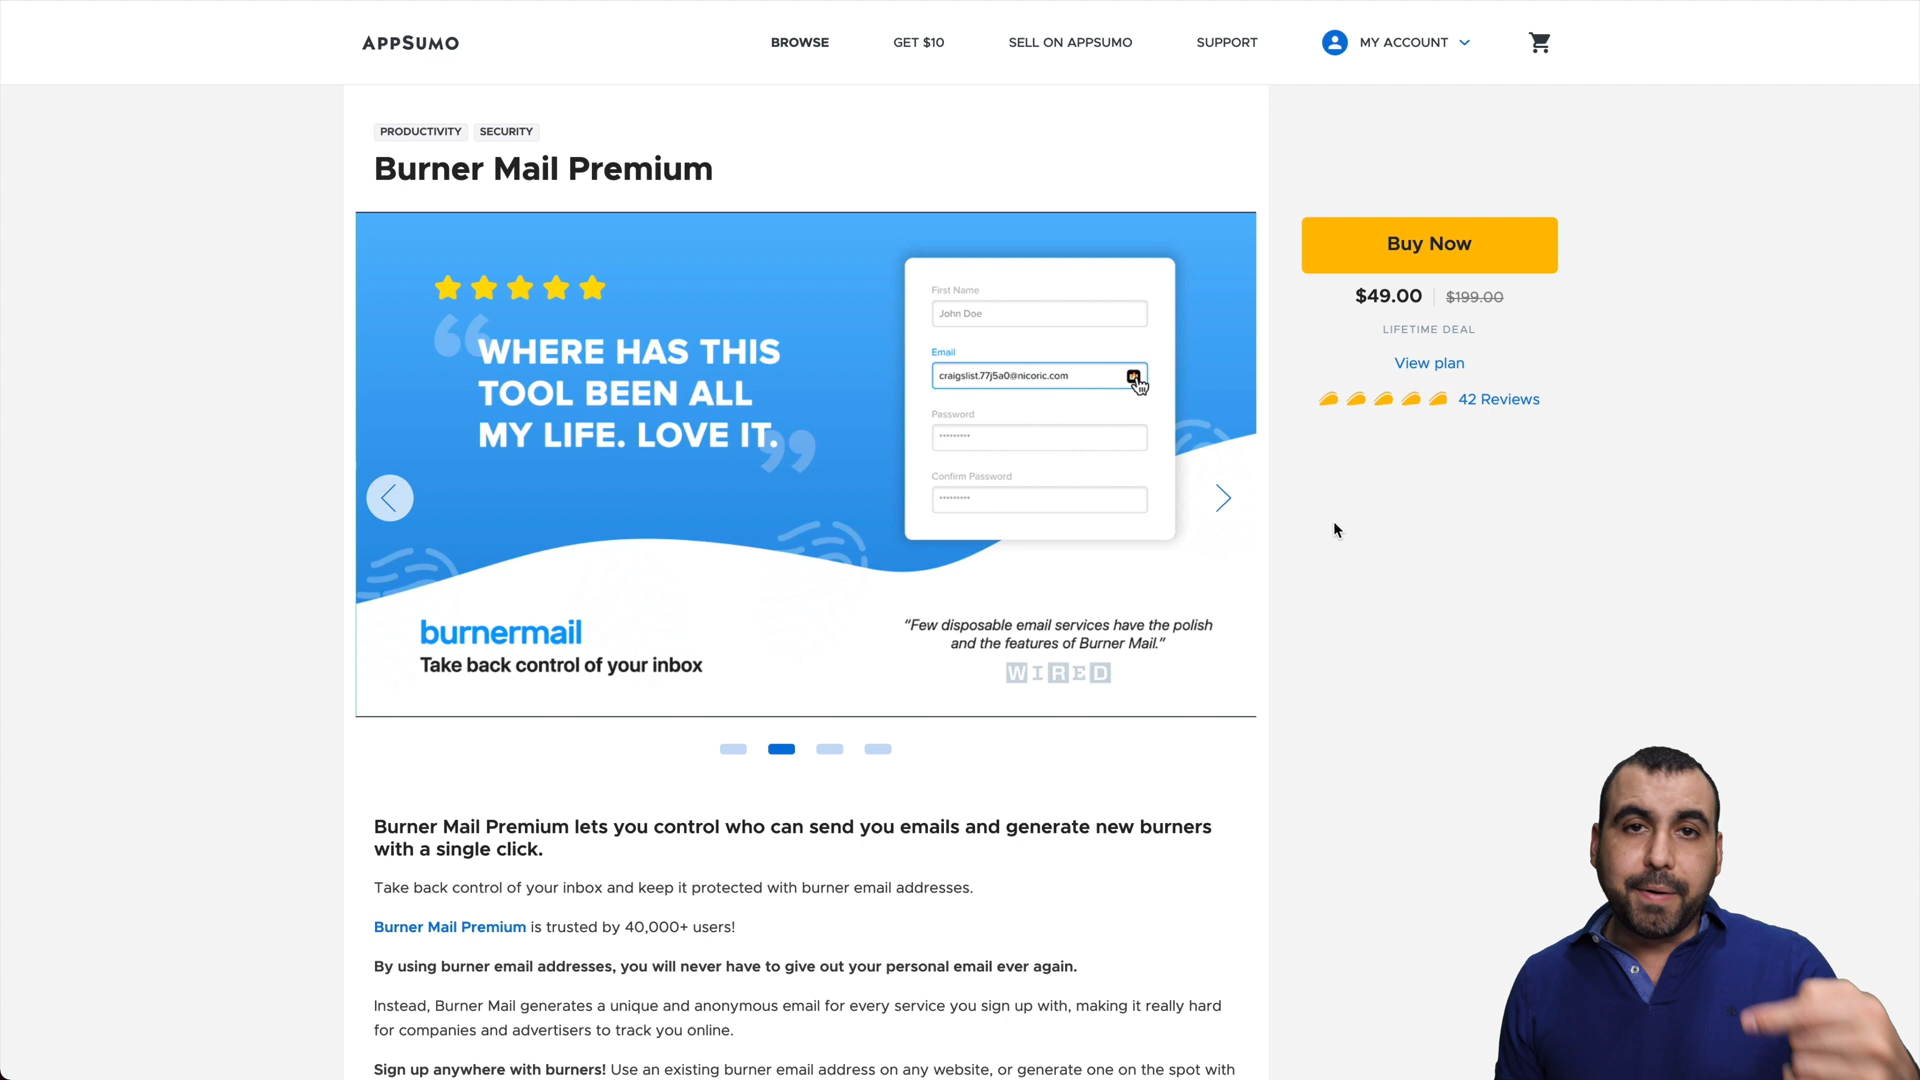 APPSUMO
BROWSE
GET $10
SELL ON APPSUMO
SUPPORT
MY ACCOUNT
PRODUCTIVITY
SECURITY
Burner Mail Premium
“WHERE HAS THIS
TOOL BEEN ALL
MY LIFE. LOVE IT.”
First Name
John Doe
Email
craigslist.77j5a0@nicoric.com
Password
*********
Confirm Password
*********
burnermail
Take back control of your inbox
“Few disposable email services have the polish
and the features of Burner Mail.”
WIRED
Buy Now
$49.00
$199.00
LIFETIME DEAL
View plan
42 Reviews
Burner Mail Premium lets you control who can send you emails and generate new burners
with a single click.
Take back control of your inbox and keep it protected with burner email addresses.
Burner Mail Premium is trusted by 40,000+ users!
By using burner email addresses, you will never have to give out your personal email ever again.
Instead, Burner Mail generates a unique and anonymous email for every service you sign up with, making it really hard
for companies and advertisers to track you online.
Sign up anywhere with burners! Use an existing burner email address on any website, or generate one on the spot with